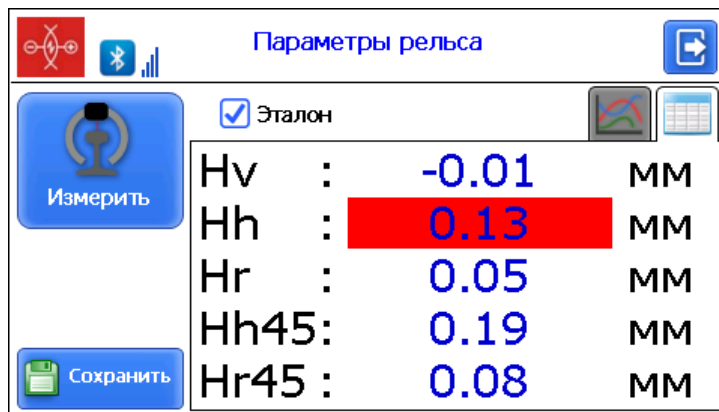 Параметры рельса
Эталон
Измерить
Hv : -0.01 мм
Hh : 0.13 мм
Hr : 0.05 мм
Hh45: 0.19 мм
Hr45 : 0.08 мм
Сохранить